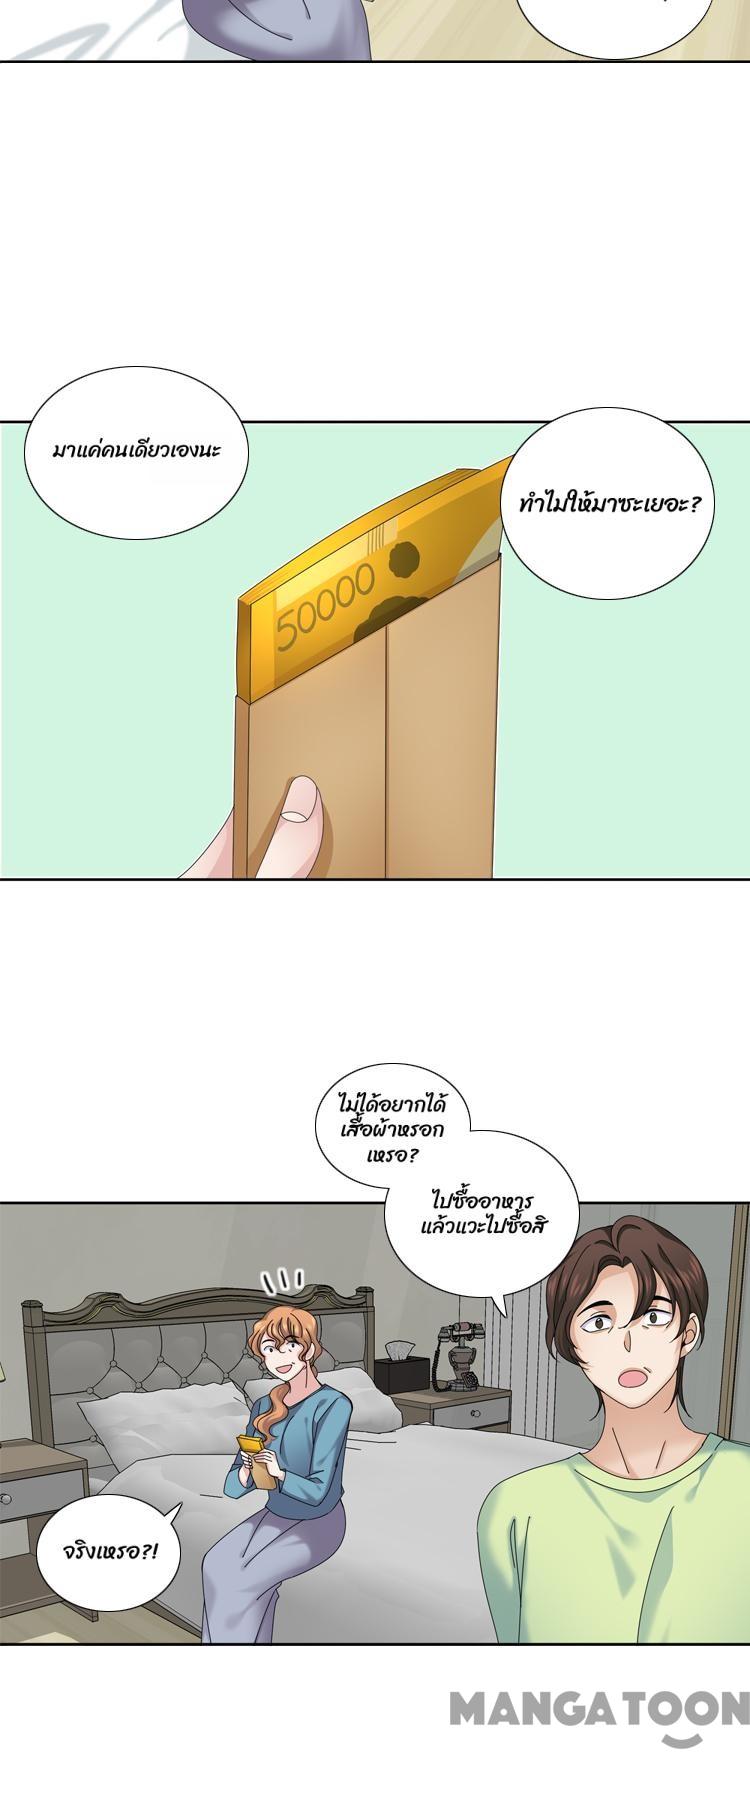 มาแค่คนเดียวเองนะ
ทำไมให้มาซะเยอะ?
50000
ไม่ได้อยากได้
เสื้อผ้าหรอก
เหรอ?
ไปซื้ออาหาร
แล้วแวะไปซื้อสิ
จริงเหรอ?!
MANGATOON